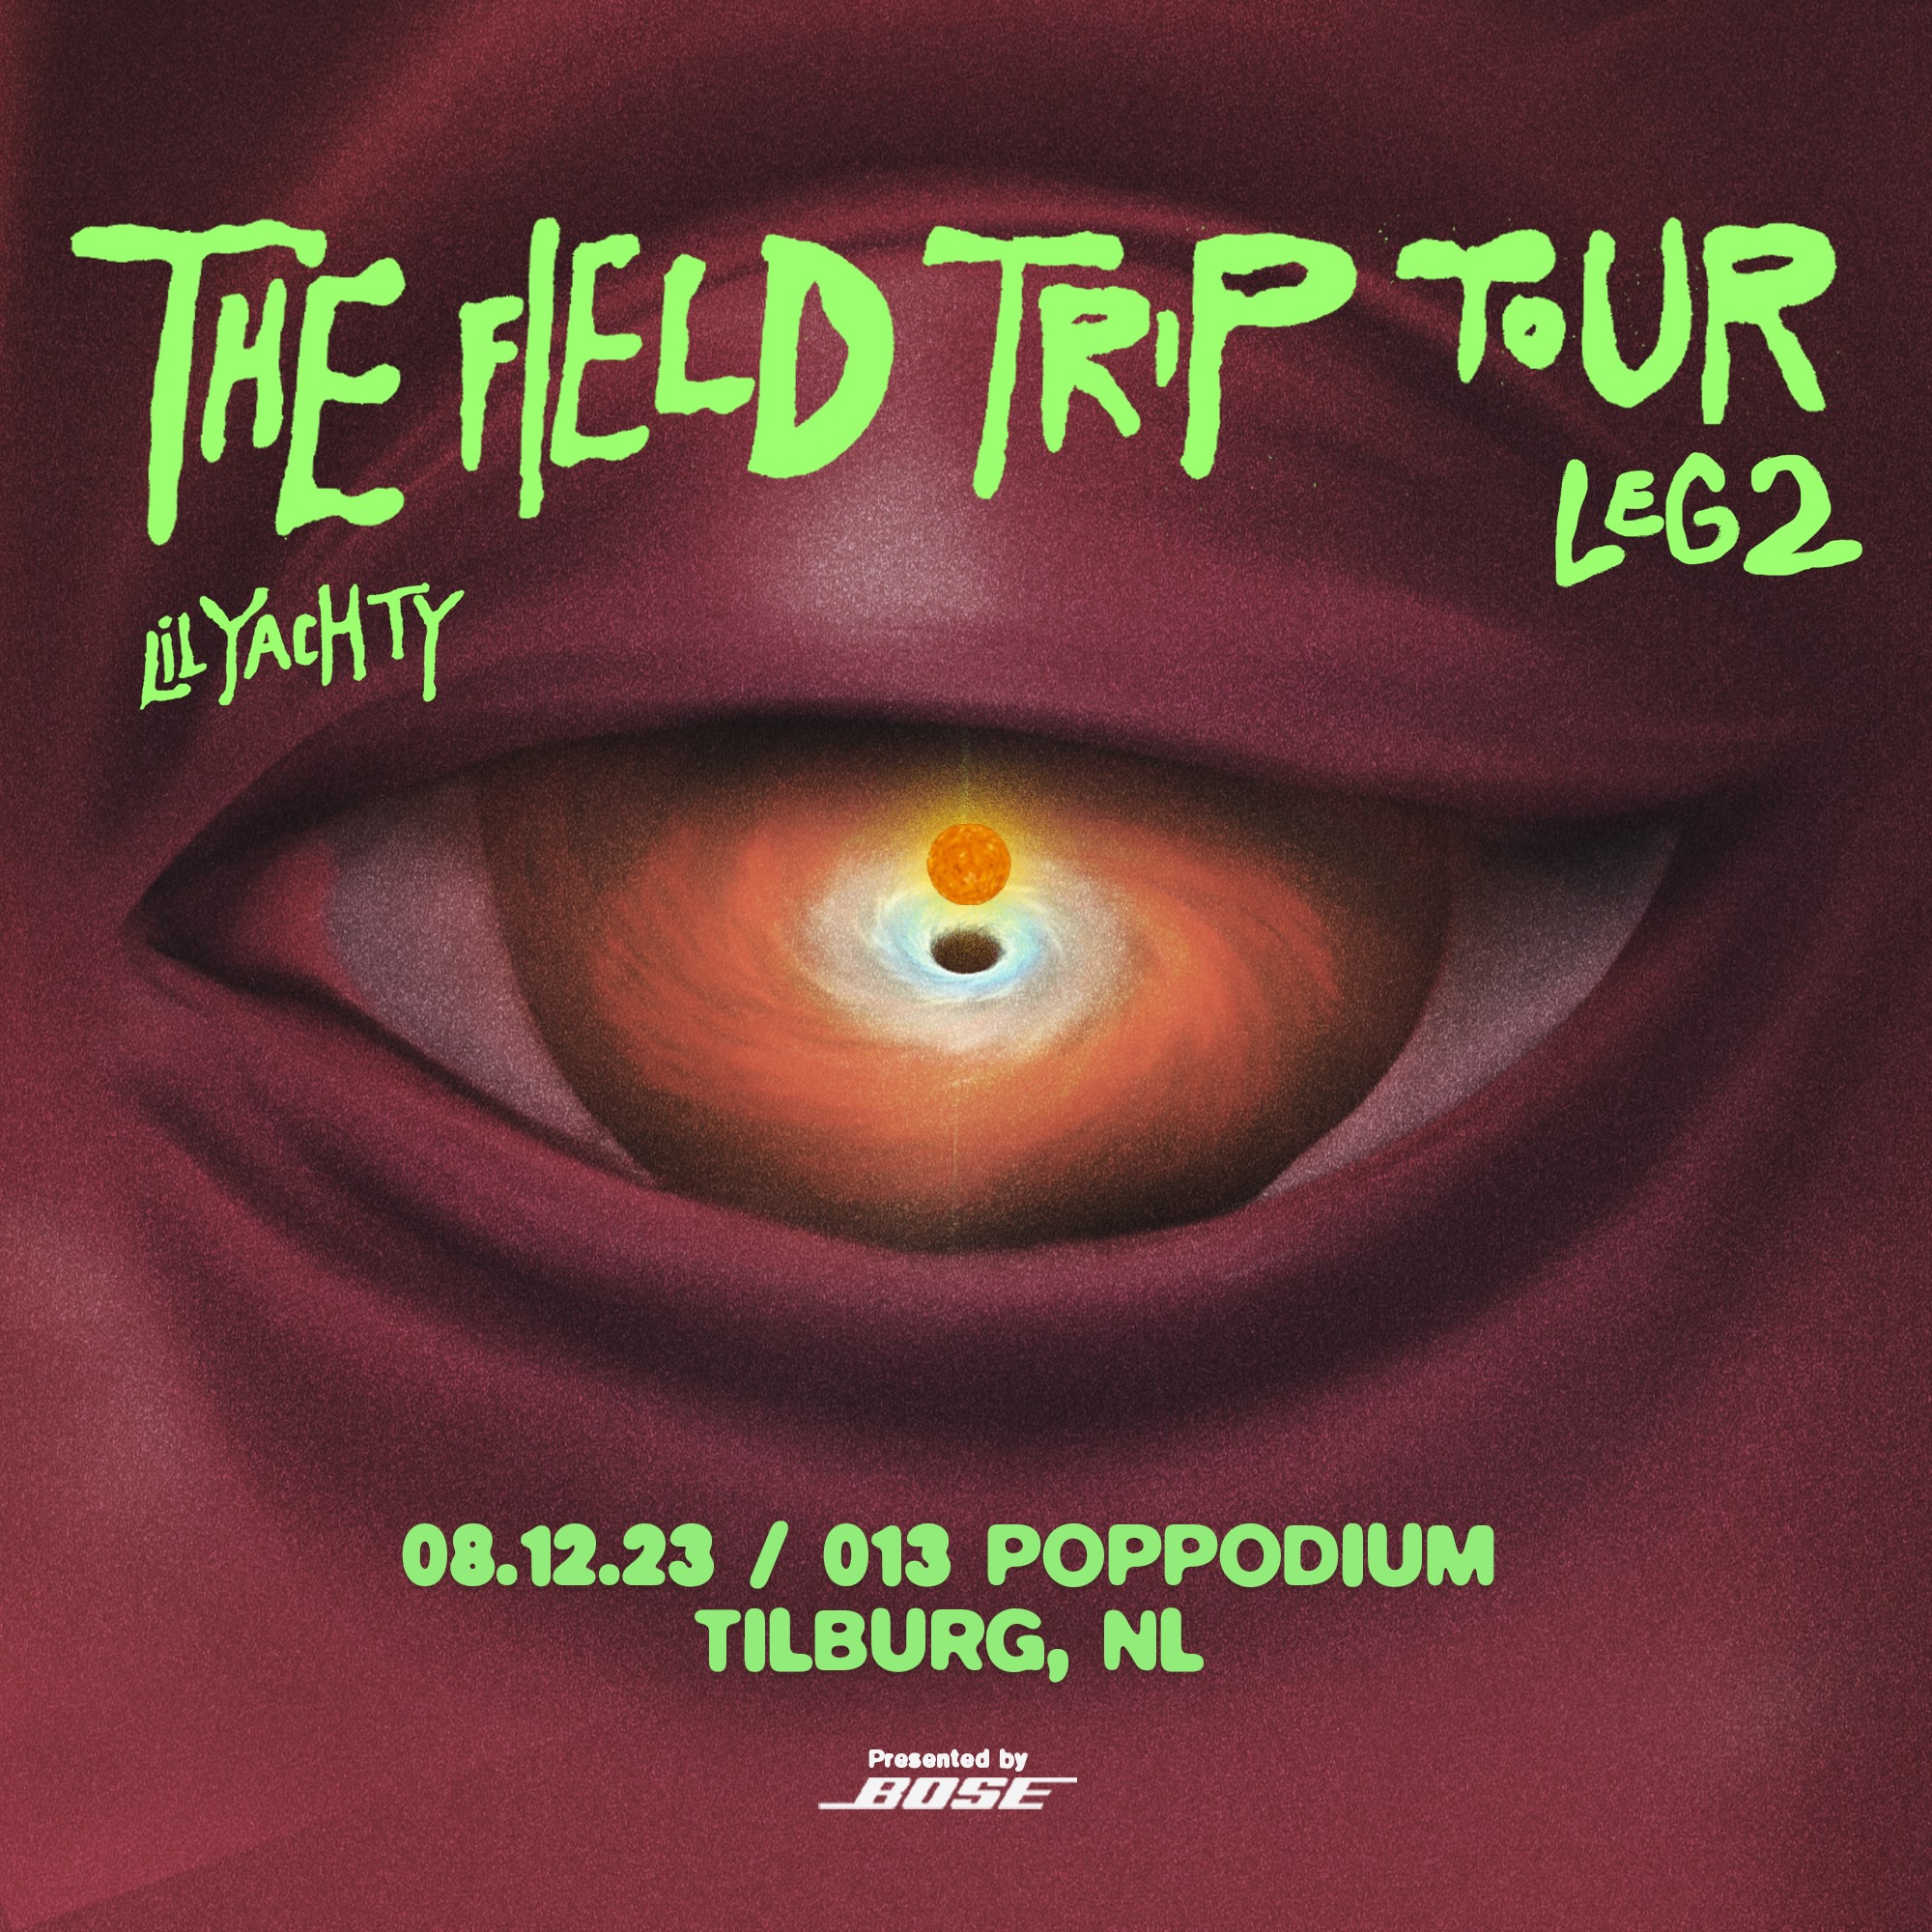 THE FIELD TRIP TOUR
LEG 2
LiL YACHTY
08.12.23 / 013 POPPODIUM
TILBURG, NL
Presented by
BOSE